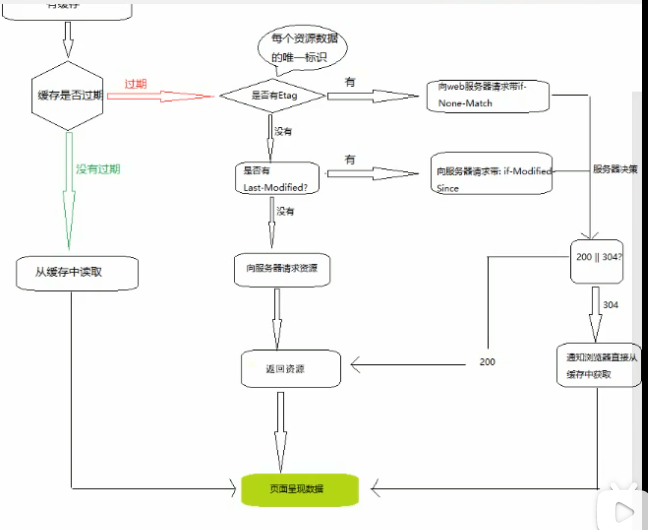 有缓存
每个资源数据
的唯一标识
缓存是否过期
过期
是否有Etag
有
向web服务器请求带if-
None-Match
没有
没有过期
是否有
Last-Modified?
有
向服务器请求带: if-Modified-
Since
服务器决策
没有
从缓存中读取
向服务器请求资源
200 || 304?
304
返回资源
200
通知浏览器直接从
缓存中获取
页面呈现数据